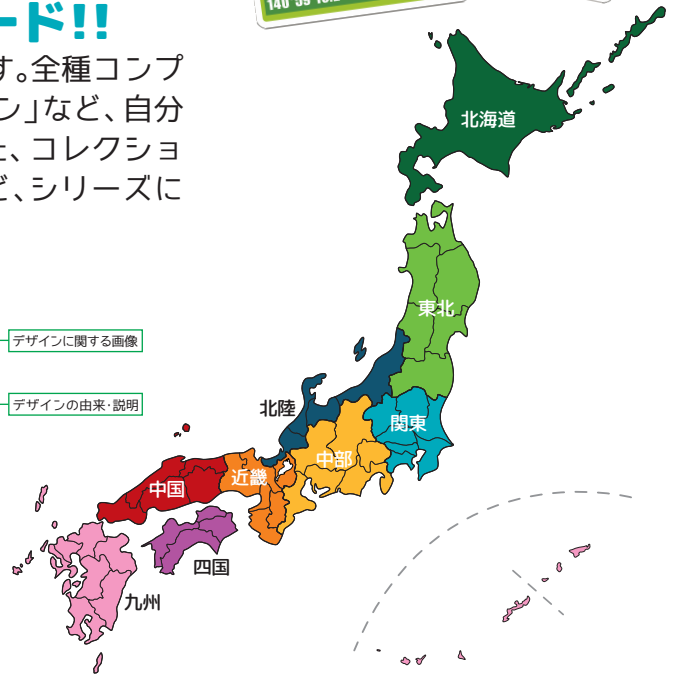 ード!!
す。全種コンプ
ン」など、自分
、コレクショ
ど、シリーズに
デザインに関する画像
デザインの由来・説明
北海道
東北
北陸
関東
中部
近畿
中国
四国
九州